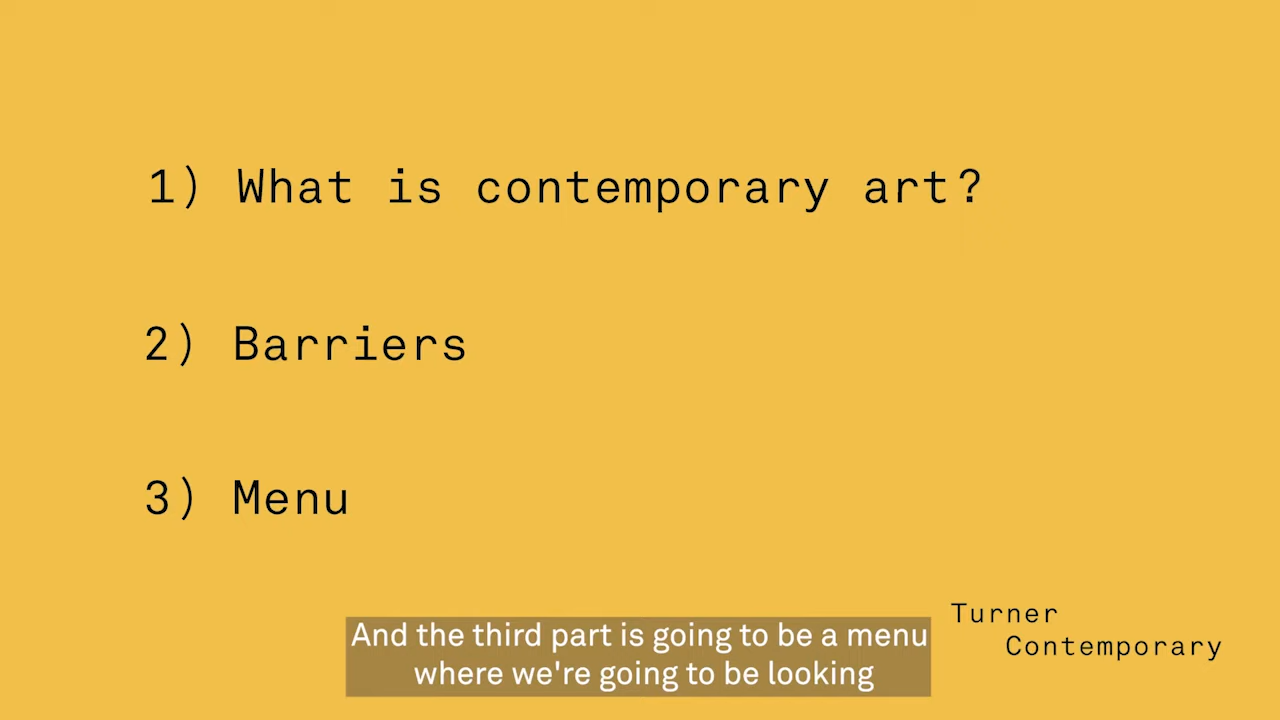 1) What is contemporary art?
2) Barriers
3) Menu
And the third part is going to be a menu
where we're going to be looking
Turner
Contemporary